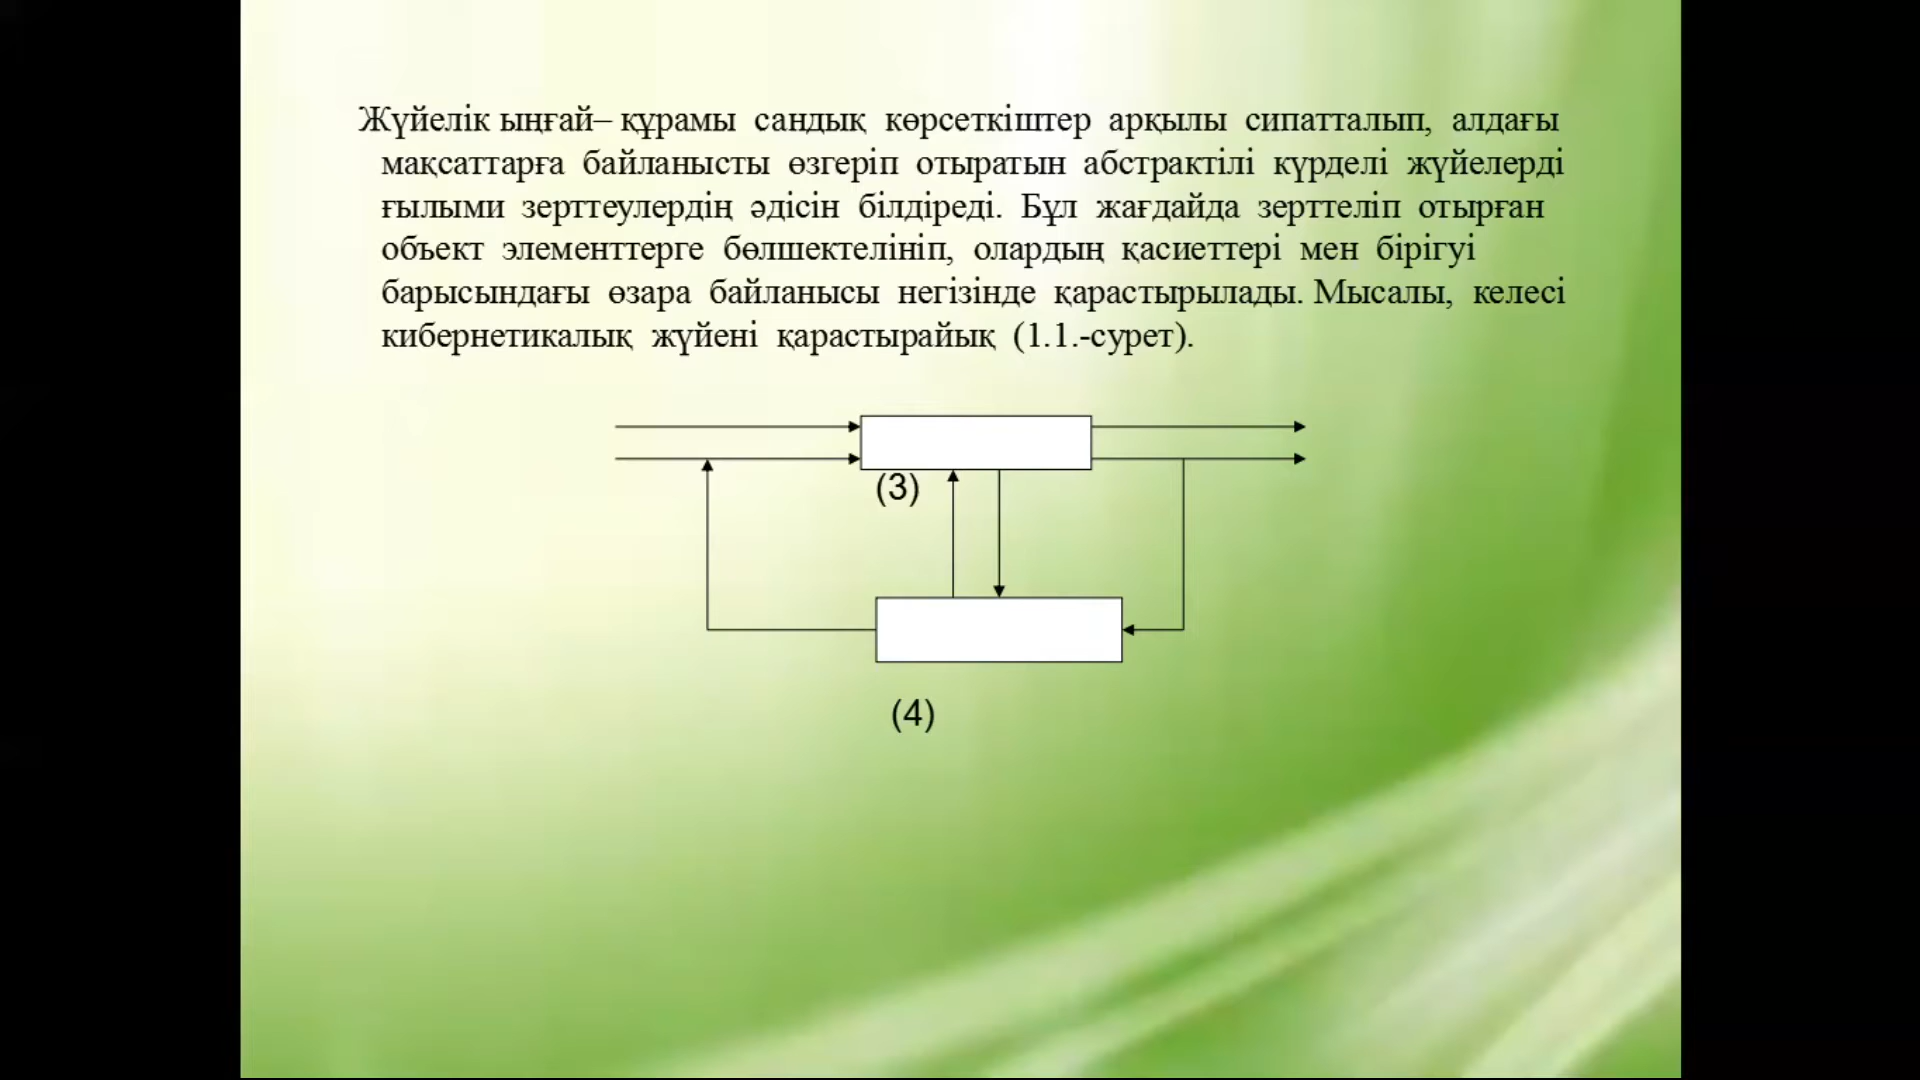 Жүйелік ыңғай– құрамы сандық көрсеткіштер арқылы сипатталып, алдағы
мақсаттарға байланысты өзгеріп отыратын абстрактілі күрделі жүйелерді
ғылыми зерттеулердің әдісін білдіреді. Бұл жағдайда зерттеліп отырған
объект элементтерге бөлшектелініп, олардың қасиеттері мен бірігуі
барысындағы өзара байланысы негізінде қарастырылады. Мысалы, келесі
кибернетикалық жүйені қарастырайық (1.1.-сурет).
(3)
(4)